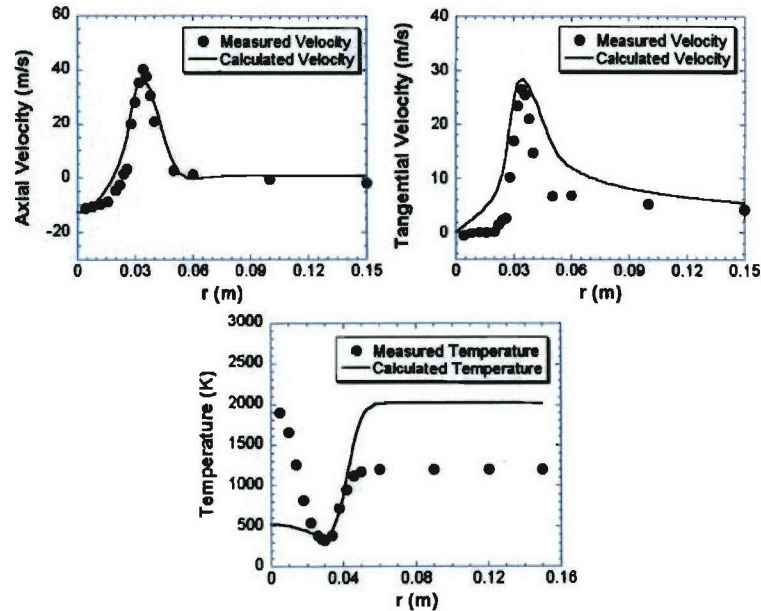 60
40
20
0
-20
0
0.03
0.06
0.09
0.12
0.15
Axial Velocity (m/s)
r (m)
Measured Velocity
Calculated Velocity
40
30
20
10
0
0
0.03
0.06
0.09
0.12
0.15
Tangential Velocity (m/s)
r (m)
Measured Velocity
Calculated Velocity
3000
2500
2000
1500
1000
500
0
0
0.04
0.08
0.12
0.16
Temperature (K)
r (m)
Measured Temperature
Calculated Temperature